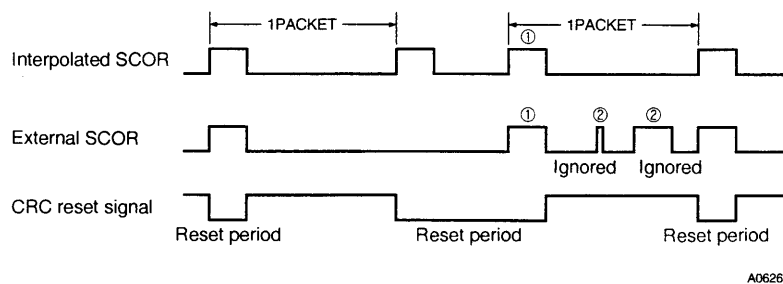 1PACKET 1PACKET
①
Interpolated SCOR
① ② ②
External SCOR
Ignored Ignored
CRC reset signal
Reset period Reset period Reset period
A0626